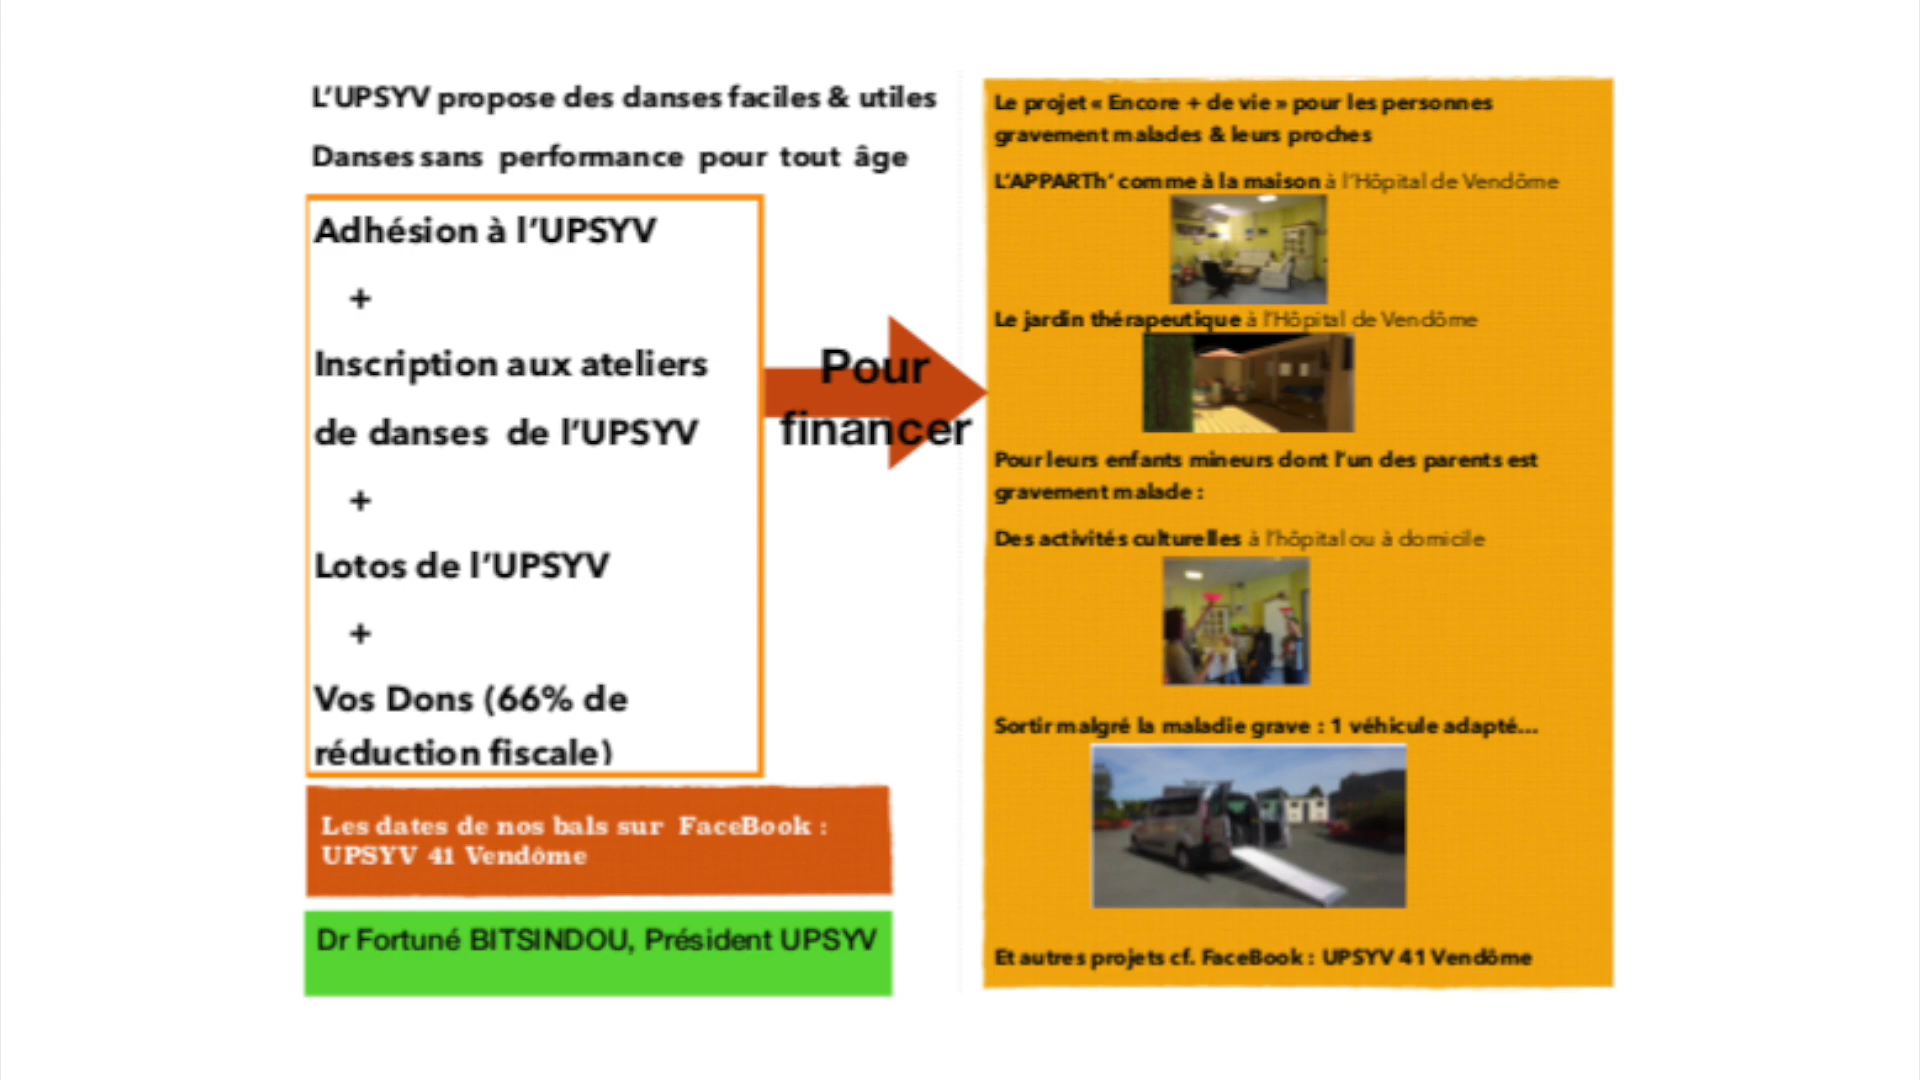 L’UPSYV propose des danses faciles & utiles
Danses sans performance pour tout âge
Adhésion à l’UPSYV
+
Inscription aux ateliers
de danses de l’UPSYV
+
Lotos de l’UPSYV
+
Vos Dons (66% de
réduction fiscale)
Pour
financer
Les dates de nos bals sur FaceBook :
UPSYV 41 Vendôme
Dr Fortuné BITSINDOU, Président UPSYV
Le projet « Encore + de vie » pour les personnes
gravement malades & leurs proches
L’APPARTh’ comme à la maison à l’Hôpital de Vendôme
Le jardin thérapeutique à l’Hôpital de Vendôme
Pour leurs enfants mineurs dont l’un des parents est
gravement malade :
Des activités culturelles à l’hôpital ou à domicile
Sortir malgré la maladie grave : 1 véhicule adapté...
Et autres projets cf. FaceBook : UPSYV 41 Vendôme